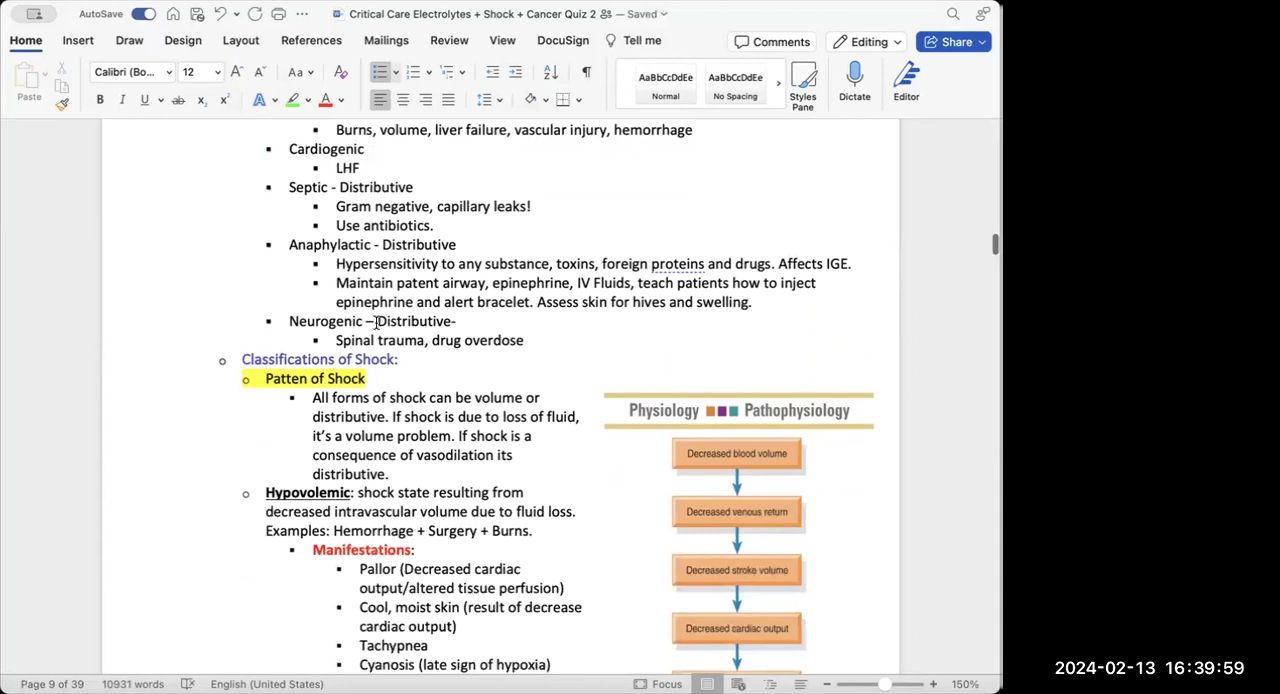 AutoSave
Critical Care Electrolytes + Shock + Cancer Quiz 2
— Saved
Home Insert Draw Design Layout References Mailings Review View DocuSign Tell me
Comments Editing Share
Paste
Calibri (Bo... 12
Aa
B I U ab x₂ x² A A
AaBbCcDdEe AaBbCcDdEe
Normal No Spacing
Styles Pane
Dictate
Editor
▪ Burns, volume, liver failure, vascular injury, hemorrhage
▪ Cardiogenic
▪ LHF
▪ Septic - Distributive
▪ Gram negative, capillary leaks!
▪ Use antibiotics.
▪ Anaphylactic - Distributive
▪ Hypersensitivity to any substance, toxins, foreign proteins and drugs. Affects IGE.
▪ Maintain patent airway, epinephrine, IV Fluids, teach patients how to inject
epinephrine and alert bracelet. Assess skin for hives and swelling.
▪ Neurogenic – Distributive-
▪ Spinal trauma, drug overdose
o Classifications of Shock:
o Patten of Shock
▪ All forms of shock can be volume or
distributive. If shock is due to loss of fluid,
it’s a volume problem. If shock is a
consequence of vasodilation its
distributive.
o Hypovolemic: shock state resulting from
decreased intravascular volume due to fluid loss.
Examples: Hemorrhage + Surgery + Burns.
▪ Manifestations:
▪ Pallor (Decreased cardiac
output/altered tissue perfusion)
▪ Cool, moist skin (result of decrease
cardiac output)
▪ Tachypnea
▪ Cyanosis (late sign of hypoxia)
Physiology Pathophysiology
Decreased blood volume
Decreased venous return
Decreased stroke volume
Decreased cardiac output
Page 9 of 39 10931 words English (United States) Focus 150%
2024-02-13 16:39:59